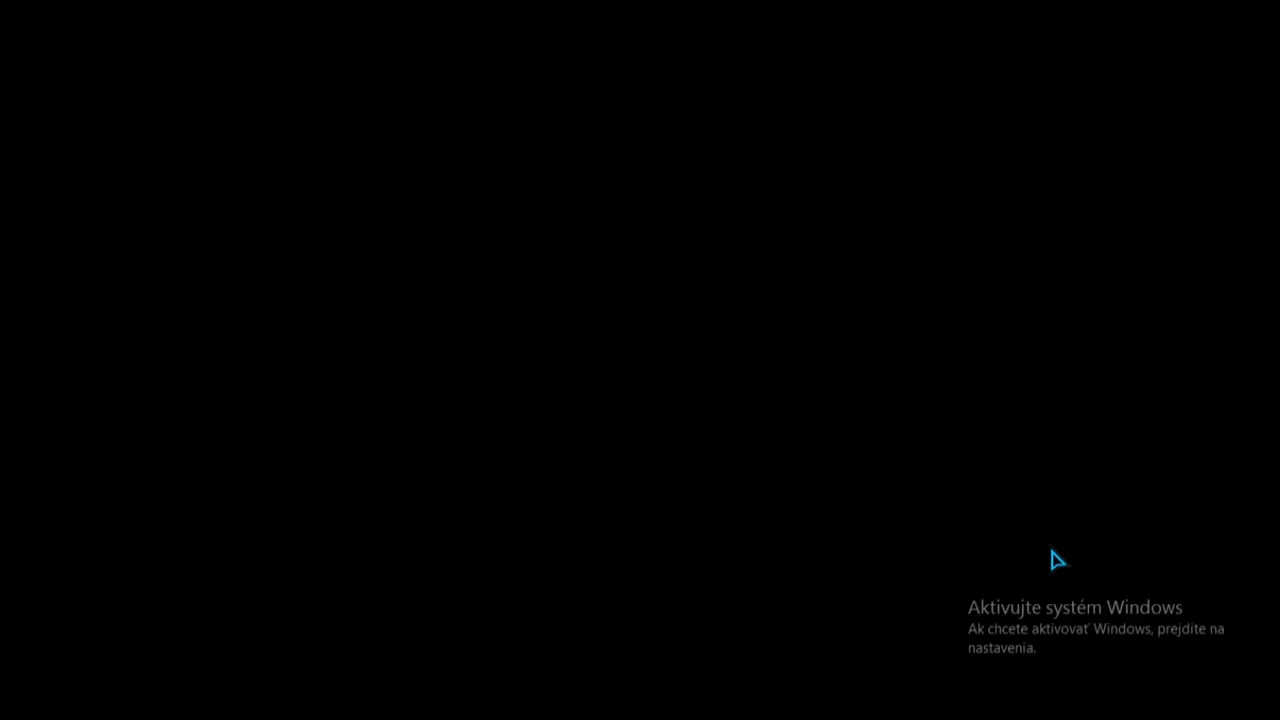 Aktivujte systém Windows
Ak chcete aktivovať Windows, prejdite na
nastavenia.